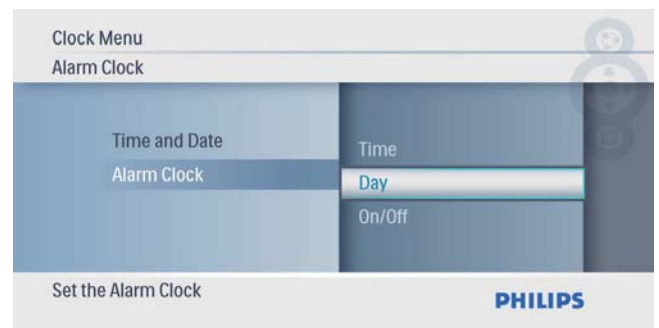 Clock Menu
Alarm Clock
Time and Date
Alarm Clock
Time
Day
On/Off
Set the Alarm Clock
PHILIPS